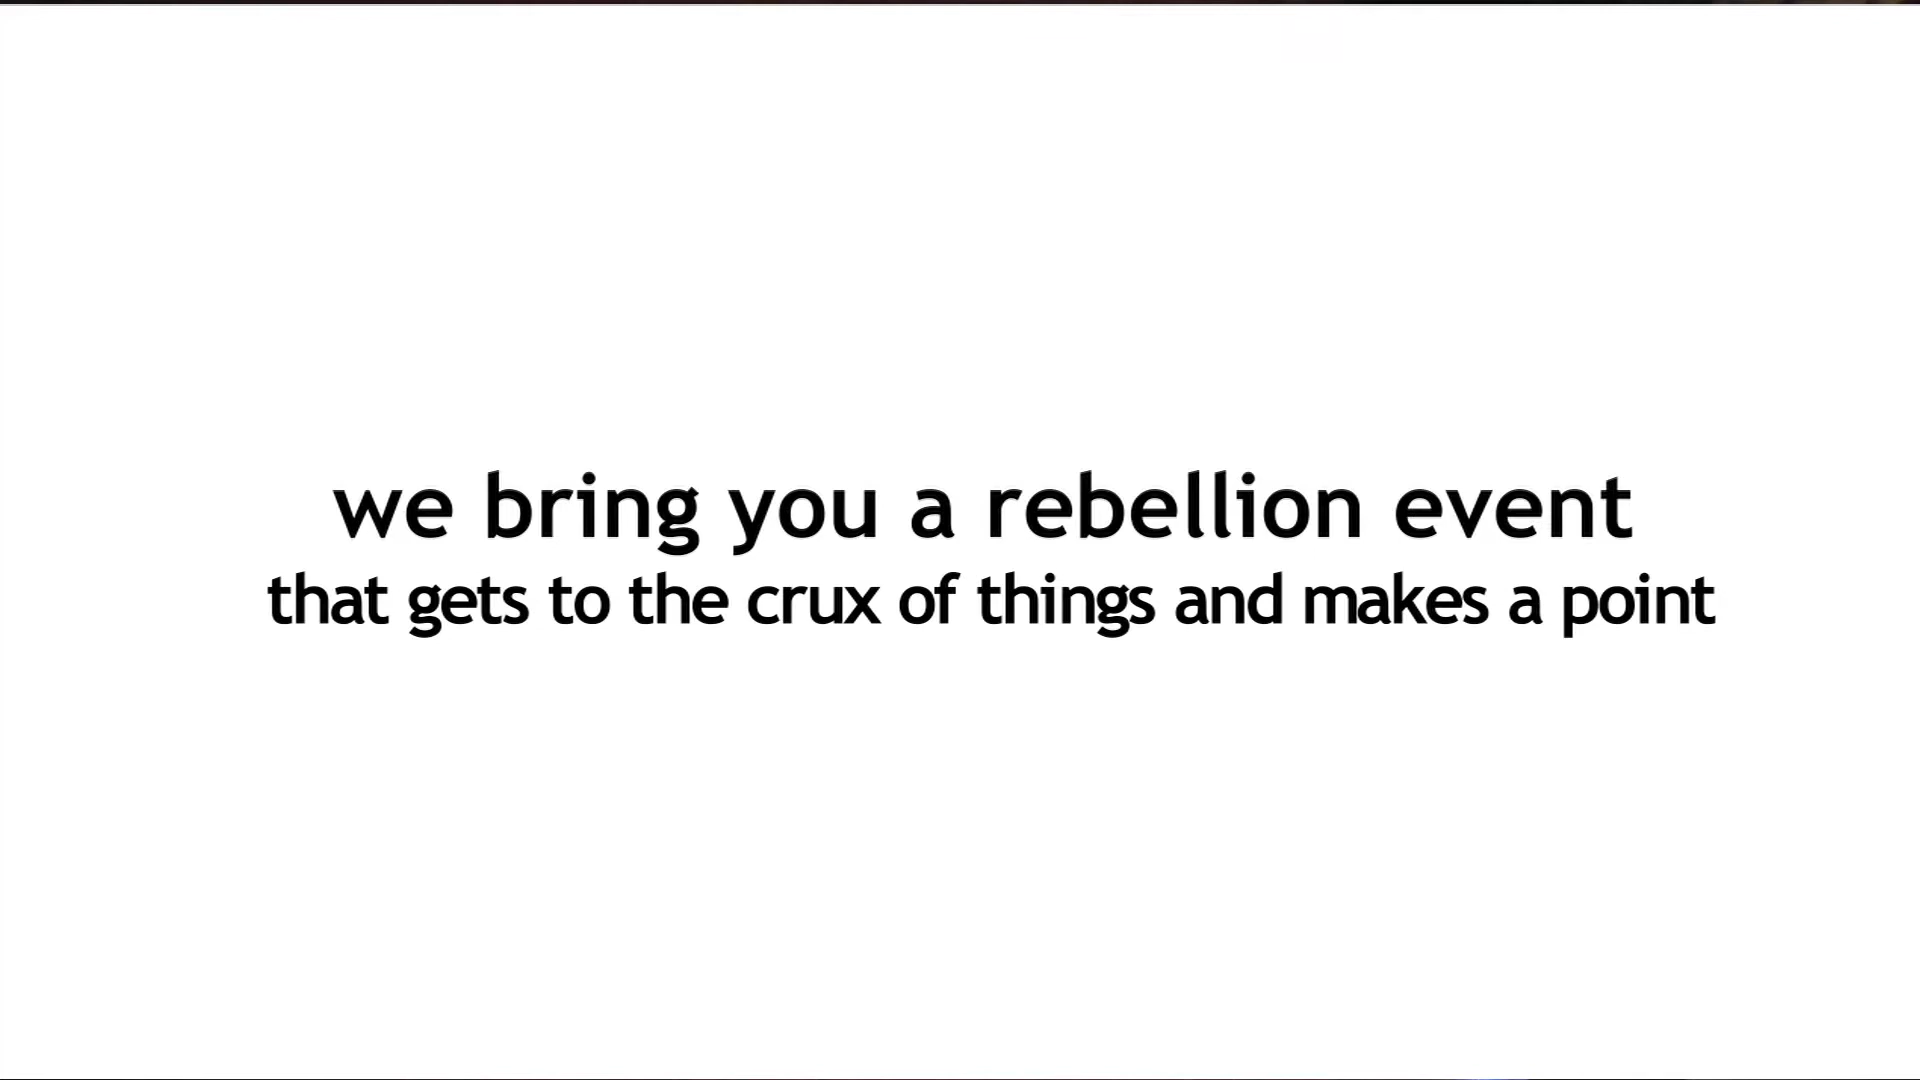 we bring you a rebellion event
that gets to the crux of things and makes a point